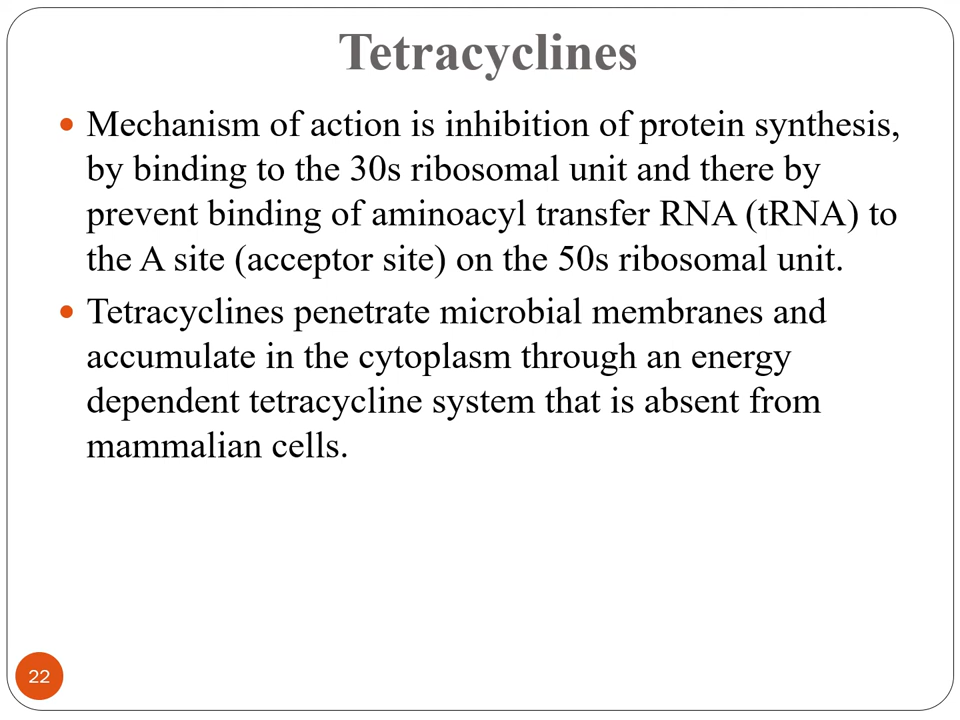 Tetracyclines
• Mechanism of action is inhibition of protein synthesis,
by binding to the 30s ribosomal unit and there by
prevent binding of aminoacyl transfer RNA (tRNA) to
the A site (acceptor site) on the 50s ribosomal unit.
• Tetracyclines penetrate microbial membranes and
accumulate in the cytoplasm through an energy
dependent tetracycline system that is absent from
mammalian cells.
22